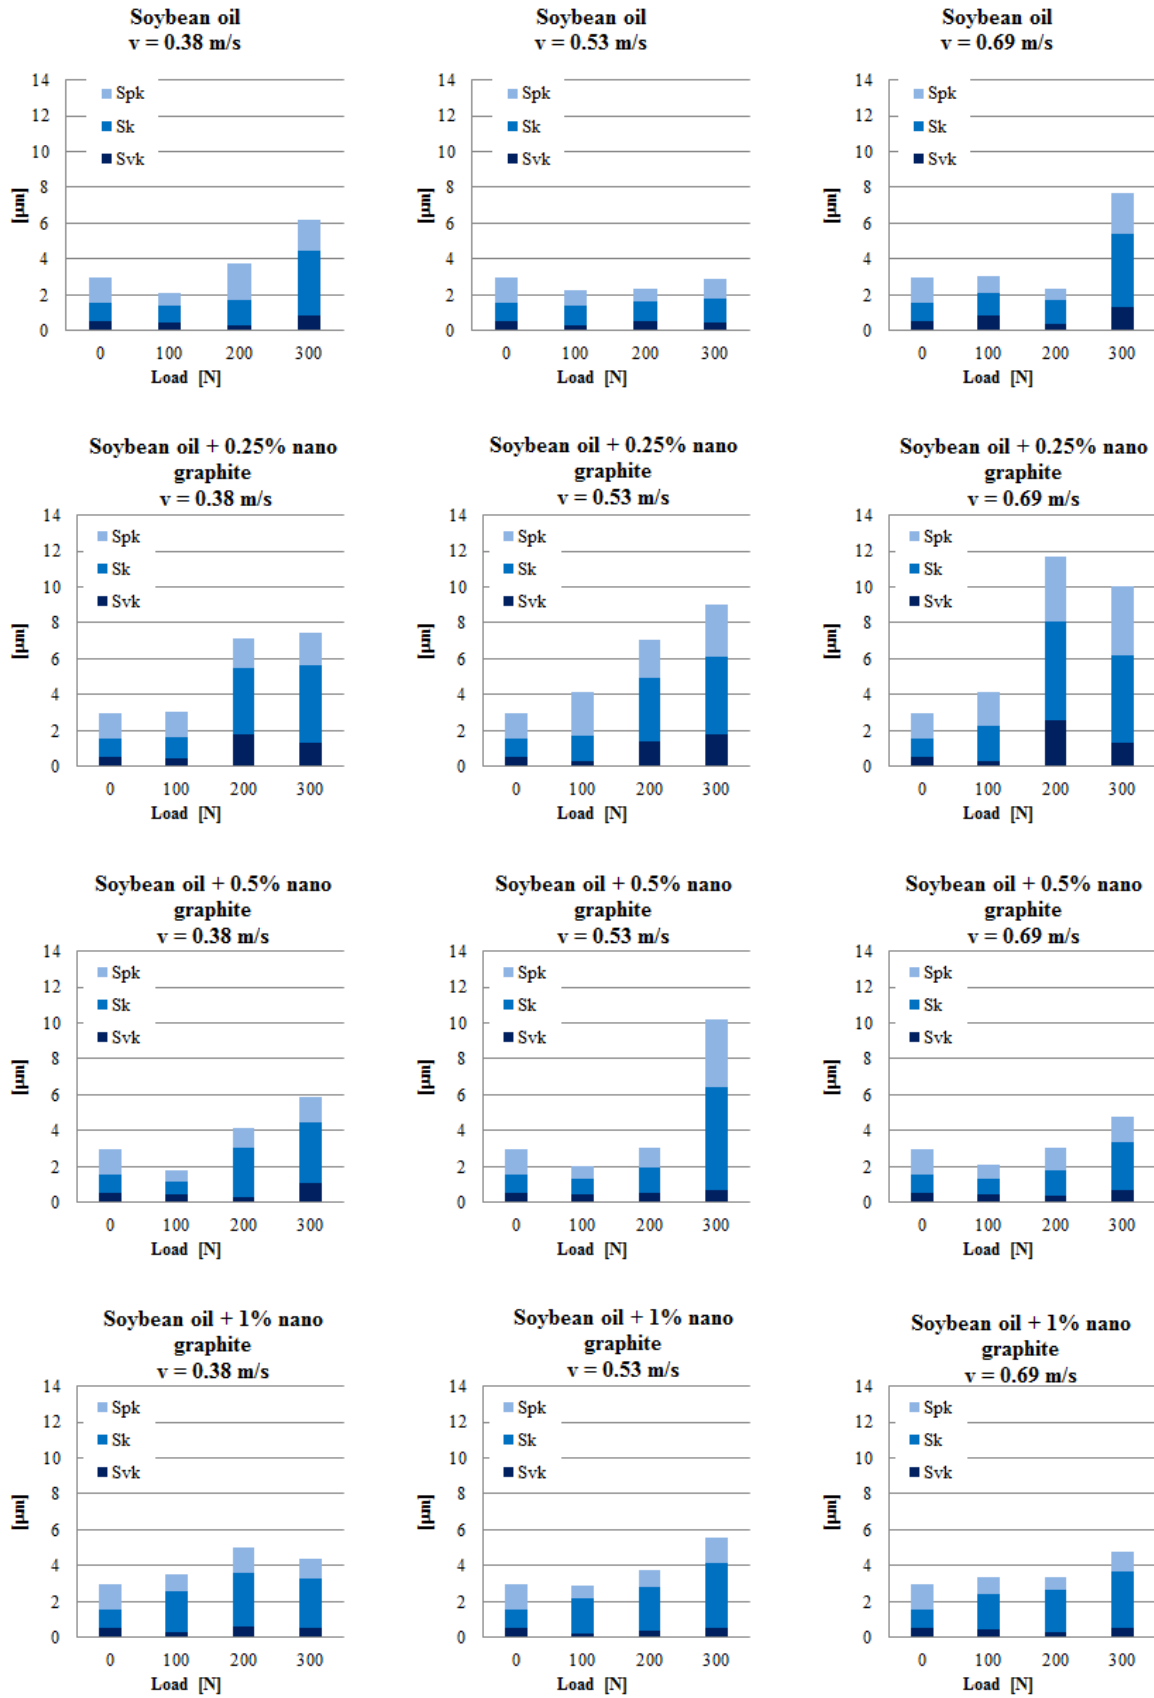 Soybean oil
v = 0.38 m/s
14
12
10
8
6
4
2
0
[µm]
Spk
Sk
Svk
0 100 200 300
Load [N]
Soybean oil
v = 0.53 m/s
14
12
10
8
6
4
2
0
[µm]
Spk
Sk
Svk
0 100 200 300
Load [N]
Soybean oil
v = 0.69 m/s
14
12
10
8
6
4
2
0
[µm]
Spk
Sk
Svk
0 100 200 300
Load [N]
Soybean oil + 0.25% nano
graphite
v = 0.38 m/s
14
12
10
8
6
4
2
0
[µm]
Spk
Sk
Svk
0 100 200 300
Load [N]
Soybean oil + 0.25% nano
graphite
v = 0.53 m/s
14
12
10
8
6
4
2
0
[µm]
Spk
Sk
Svk
0 100 200 300
Load [N]
Soybean oil + 0.25% nano
graphite
v = 0.69 m/s
14
12
10
8
6
4
2
0
[µm]
Spk
Sk
Svk
0 100 200 300
Load [N]
Soybean oil + 0.5% nano
graphite
v = 0.38 m/s
14
12
10
8
6
4
2
0
[µm]
Spk
Sk
Svk
0 100 200 300
Load [N]
Soybean oil + 0.5% nano
graphite
v = 0.53 m/s
14
12
10
8
6
4
2
0
[µm]
Spk
Sk
Svk
0 100 200 300
Load [N]
Soybean oil + 0.5% nano
graphite
v = 0.69 m/s
14
12
10
8
6
4
2
0
[µm]
Spk
Sk
Svk
0 100 200 300
Load [N]
Soybean oil + 1% nano
graphite
v = 0.38 m/s
14
12
10
8
6
4
2
0
[µm]
Spk
Sk
Svk
0 100 200 300
Load [N]
Soybean oil + 1% nano
graphite
v = 0.53 m/s
14
12
10
8
6
4
2
0
[µm]
Spk
Sk
Svk
0 100 200 300
Load [N]
Soybean oil + 1% nano
graphite
v = 0.69 m/s
14
12
10
8
6
4
2
0
[µm]
Spk
Sk
Svk
0 100 200 300
Load [N]